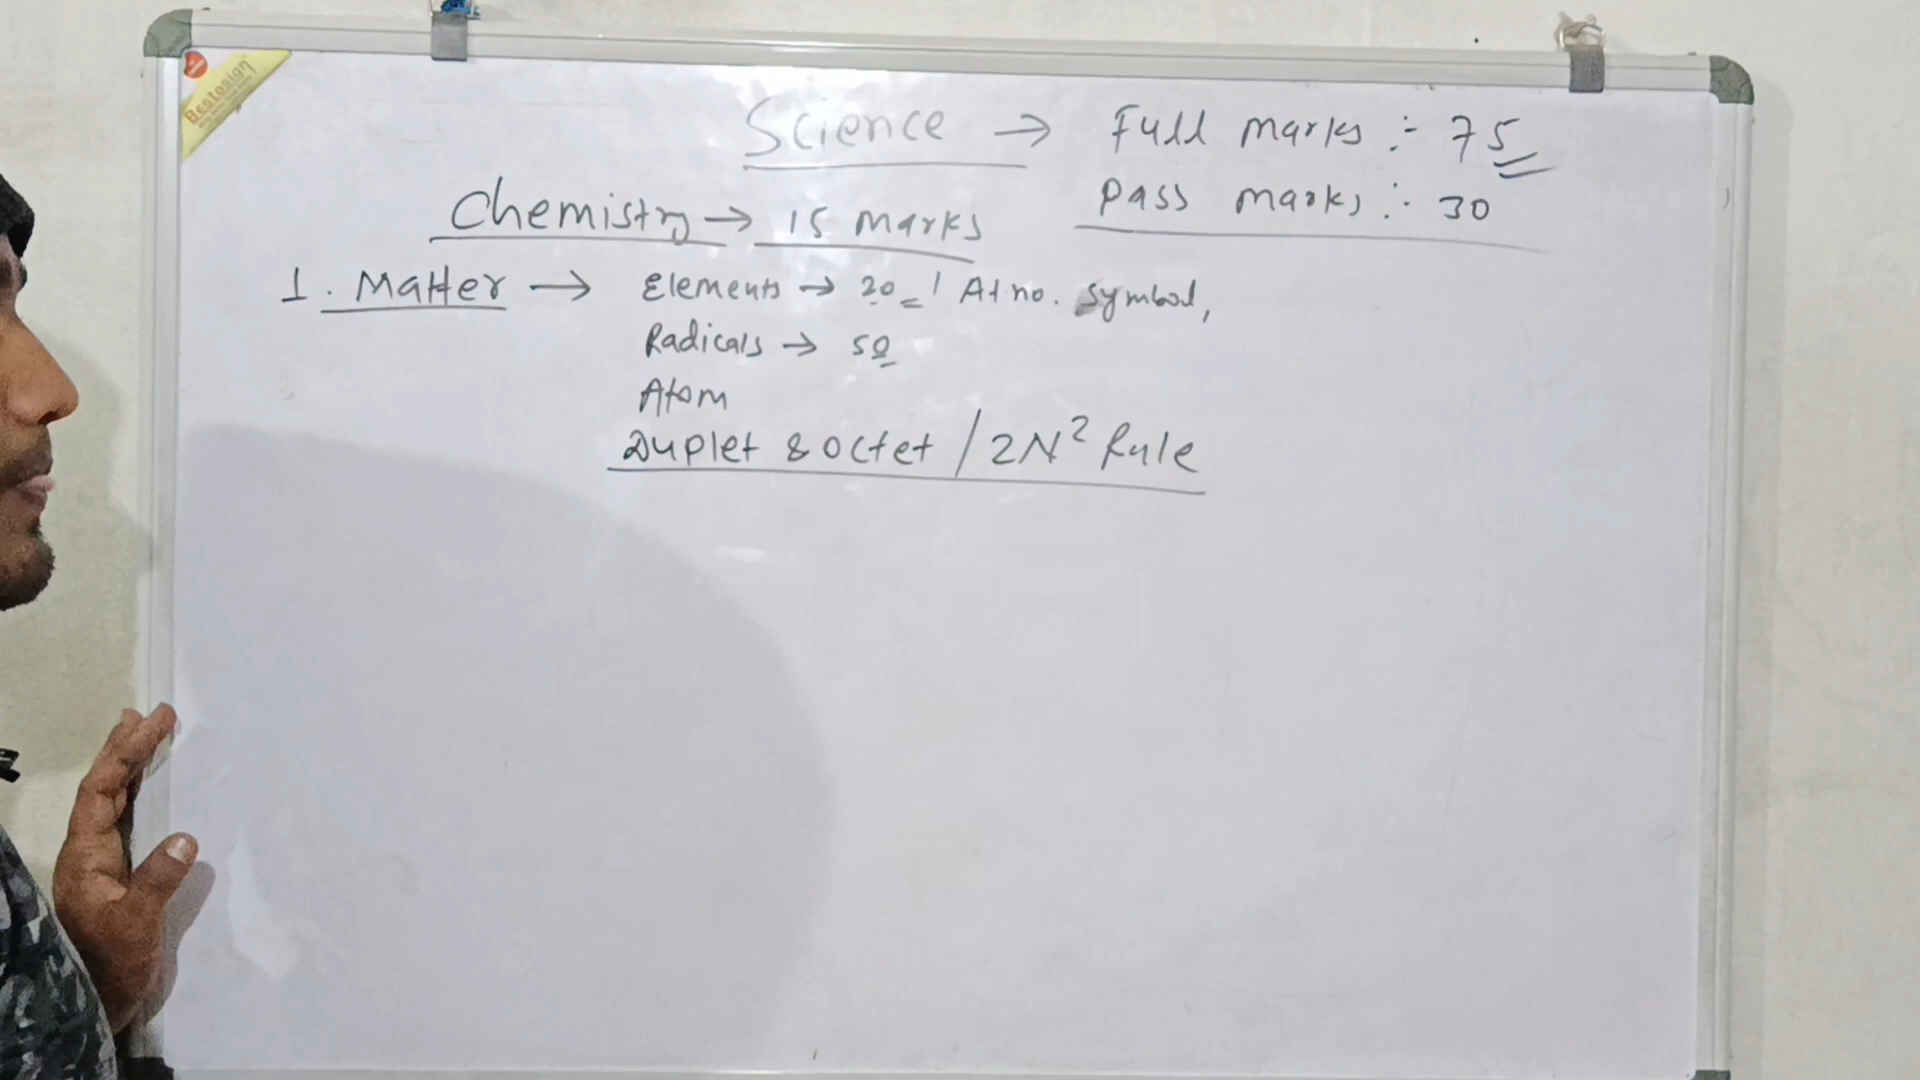 Bestosign
Science → Full marks :- 75
Pass marks :- 30
Chemistry → 15 marks
1. Matter → Elements → 20 / At.no. Symbol,
Radicals → 50
Atom
Duplet & Octet / 2N² Rule